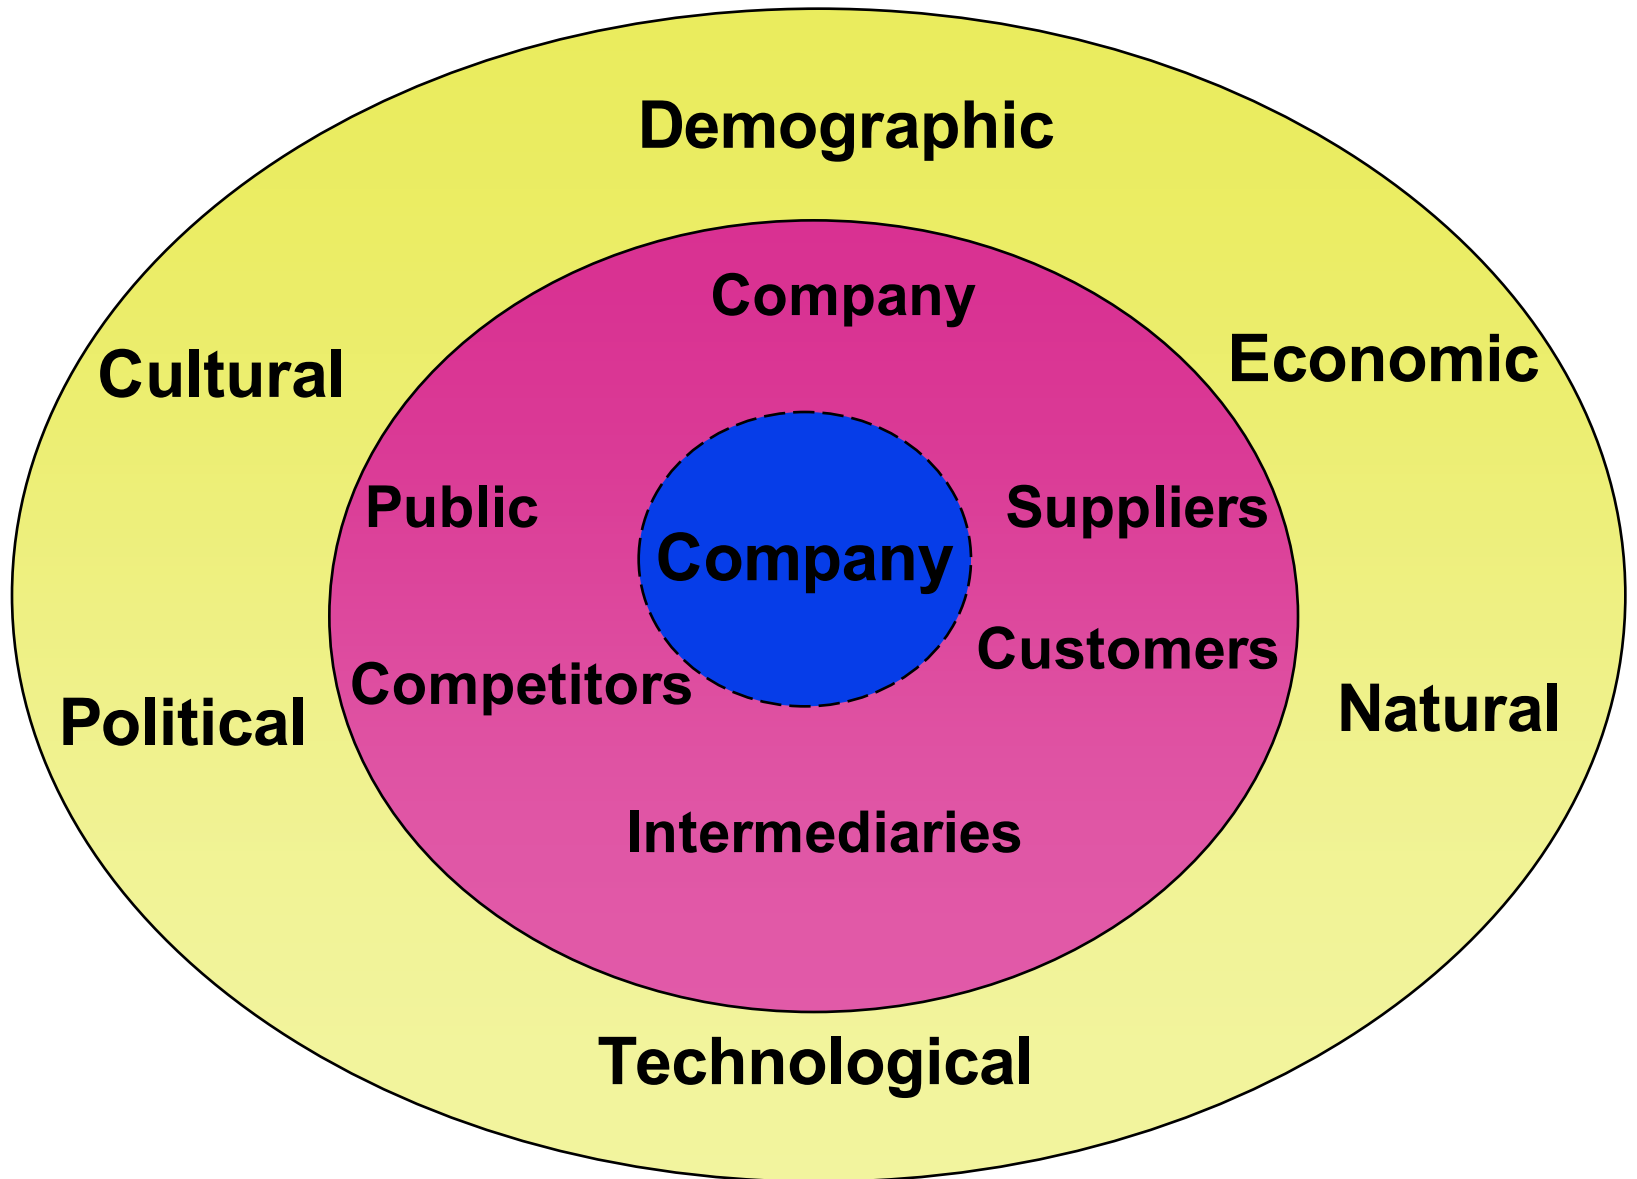 Demographic
Company
Cultural
Economic
Public
Suppliers
Company
Customers
Competitors
Political
Natural
Intermediaries
Technological